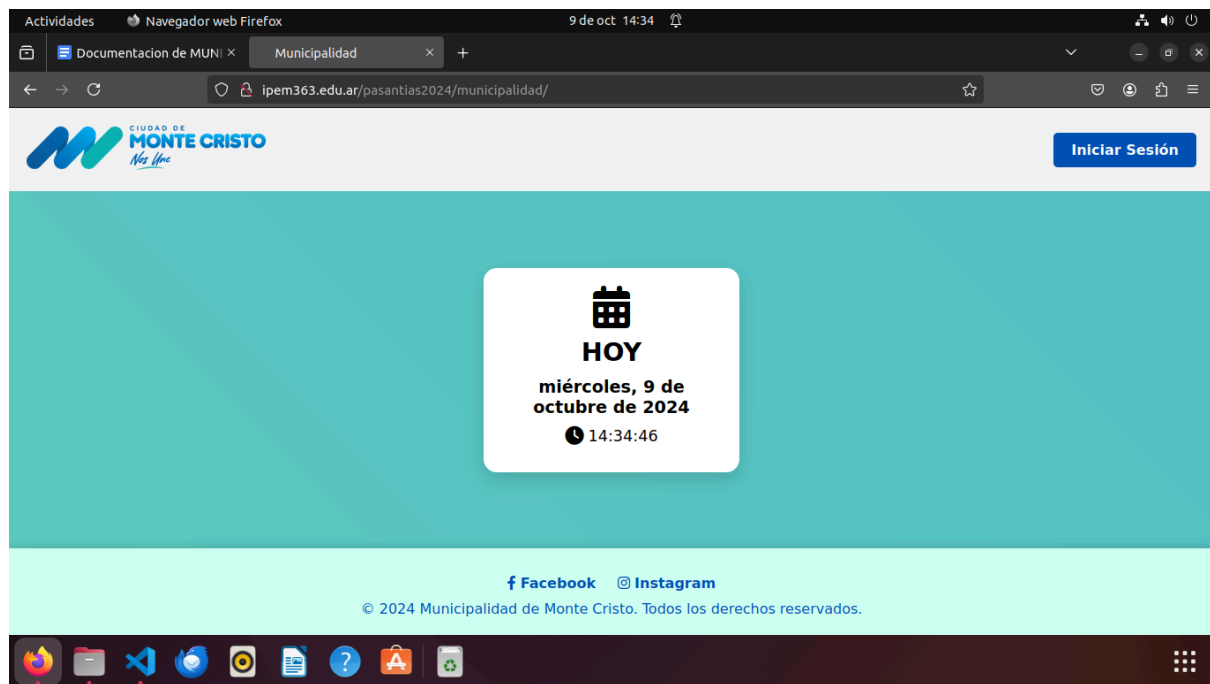 Actividades Navegador web Firefox 9 de oct 14:34
Documentacion de MUNI Municipalidad
ipem363.edu.ar/pasantias2024/municipalidad/
CIUDAD DE
MONTE CRISTO
Nos Une
Iniciar Sesión
HOY
miércoles, 9 de
octubre de 2024
14:34:46
Facebook Instagram
© 2024 Municipalidad de Monte Cristo. Todos los derechos reservados.